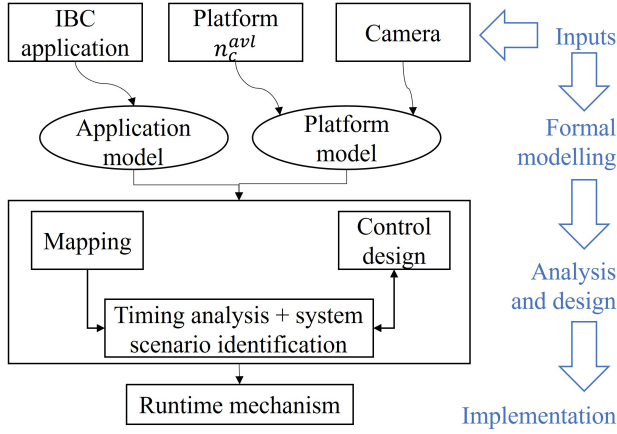 IBC
application
Platform
n_c^{avl}
Camera
Inputs
Application
model
Platform
model
Formal
modelling
Mapping
Control
design
Timing analysis + system
scenario identification
Analysis
and design
Runtime mechanism
Implementation